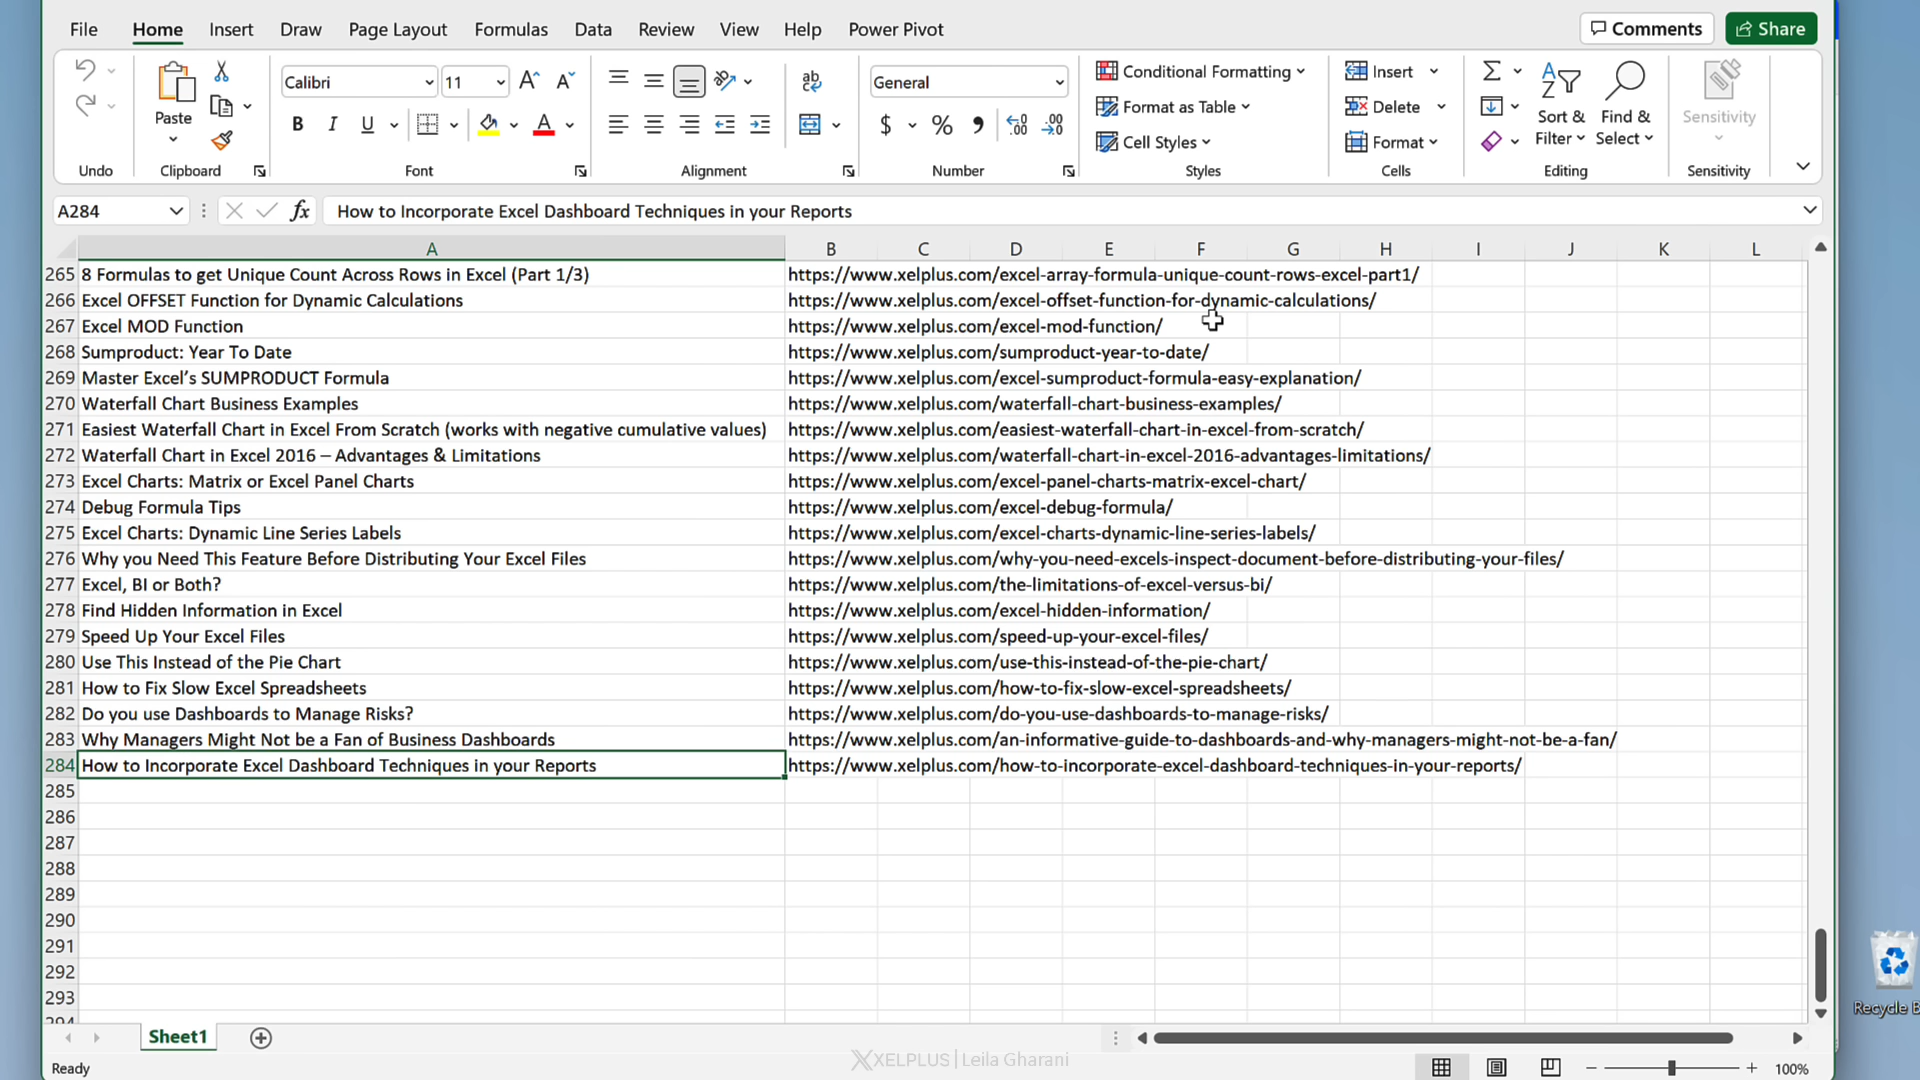 File Home Insert Draw Page Layout Formulas Data Review View Help Power Pivot Comments Share
Calibri 11 General Conditional Formatting Insert
Paste Format as Table Delete Sort & Filter Find & Select Sensitivity
B I U $ % Cell Styles Format
Undo Clipboard Font Alignment Number Styles Cells Editing Sensitivity
A284 fx How to Incorporate Excel Dashboard Techniques in your Reports
A B C D E F G H I J K L
265 8 Formulas to get Unique Count Across Rows in Excel (Part 1/3) https://www.xelplus.com/excel-array-formula-unique-count-rows-excel-part1/
266 Excel OFFSET Function for Dynamic Calculations https://www.xelplus.com/excel-offset-function-for-dynamic-calculations/
267 Excel MOD Function https://www.xelplus.com/excel-mod-function/
268 Sumproduct: Year To Date https://www.xelplus.com/sumproduct-year-to-date/
269 Master Excel’s SUMPRODUCT Formula https://www.xelplus.com/excel-sumproduct-formula-easy-explanation/
270 Waterfall Chart Business Examples https://www.xelplus.com/waterfall-chart-business-examples/
271 Easiest Waterfall Chart in Excel From Scratch (works with negative cumulative values) https://www.xelplus.com/easiest-waterfall-chart-in-excel-from-scratch/
272 Waterfall Chart in Excel 2016 – Advantages & Limitations https://www.xelplus.com/waterfall-chart-in-excel-2016-advantages-limitations/
273 Excel Charts: Matrix or Excel Panel Charts https://www.xelplus.com/excel-panel-charts-matrix-excel-chart/
274 Debug Formula Tips https://www.xelplus.com/excel-debug-formula/
275 Excel Charts: Dynamic Line Series Labels https://www.xelplus.com/excel-charts-dynamic-line-series-labels/
276 Why you Need This Feature Before Distributing Your Excel Files https://www.xelplus.com/why-you-need-excels-inspect-document-before-distributing-your-files/
277 Excel, BI or Both? https://www.xelplus.com/the-limitations-of-excel-versus-bi/
278 Find Hidden Information in Excel https://www.xelplus.com/excel-hidden-information/
279 Speed Up Your Excel Files https://www.xelplus.com/speed-up-your-excel-files/
280 Use This Instead of the Pie Chart https://www.xelplus.com/use-this-instead-of-the-pie-chart/
281 How to Fix Slow Excel Spreadsheets https://www.xelplus.com/how-to-fix-slow-excel-spreadsheets/
282 Do you use Dashboards to Manage Risks? https://www.xelplus.com/do-you-use-dashboards-to-manage-risks/
283 Why Managers Might Not be a Fan of Business Dashboards https://www.xelplus.com/an-informative-guide-to-dashboards-and-why-managers-might-not-be-a-fan/
284 How to Incorporate Excel Dashboard Techniques in your Reports https://www.xelplus.com/how-to-incorporate-excel-dashboard-techniques-in-your-reports/
285
286
287
288
289
290
291
292
293
Recycle
Sheet1
XELPLUS | Leila Gharani
Ready 100%